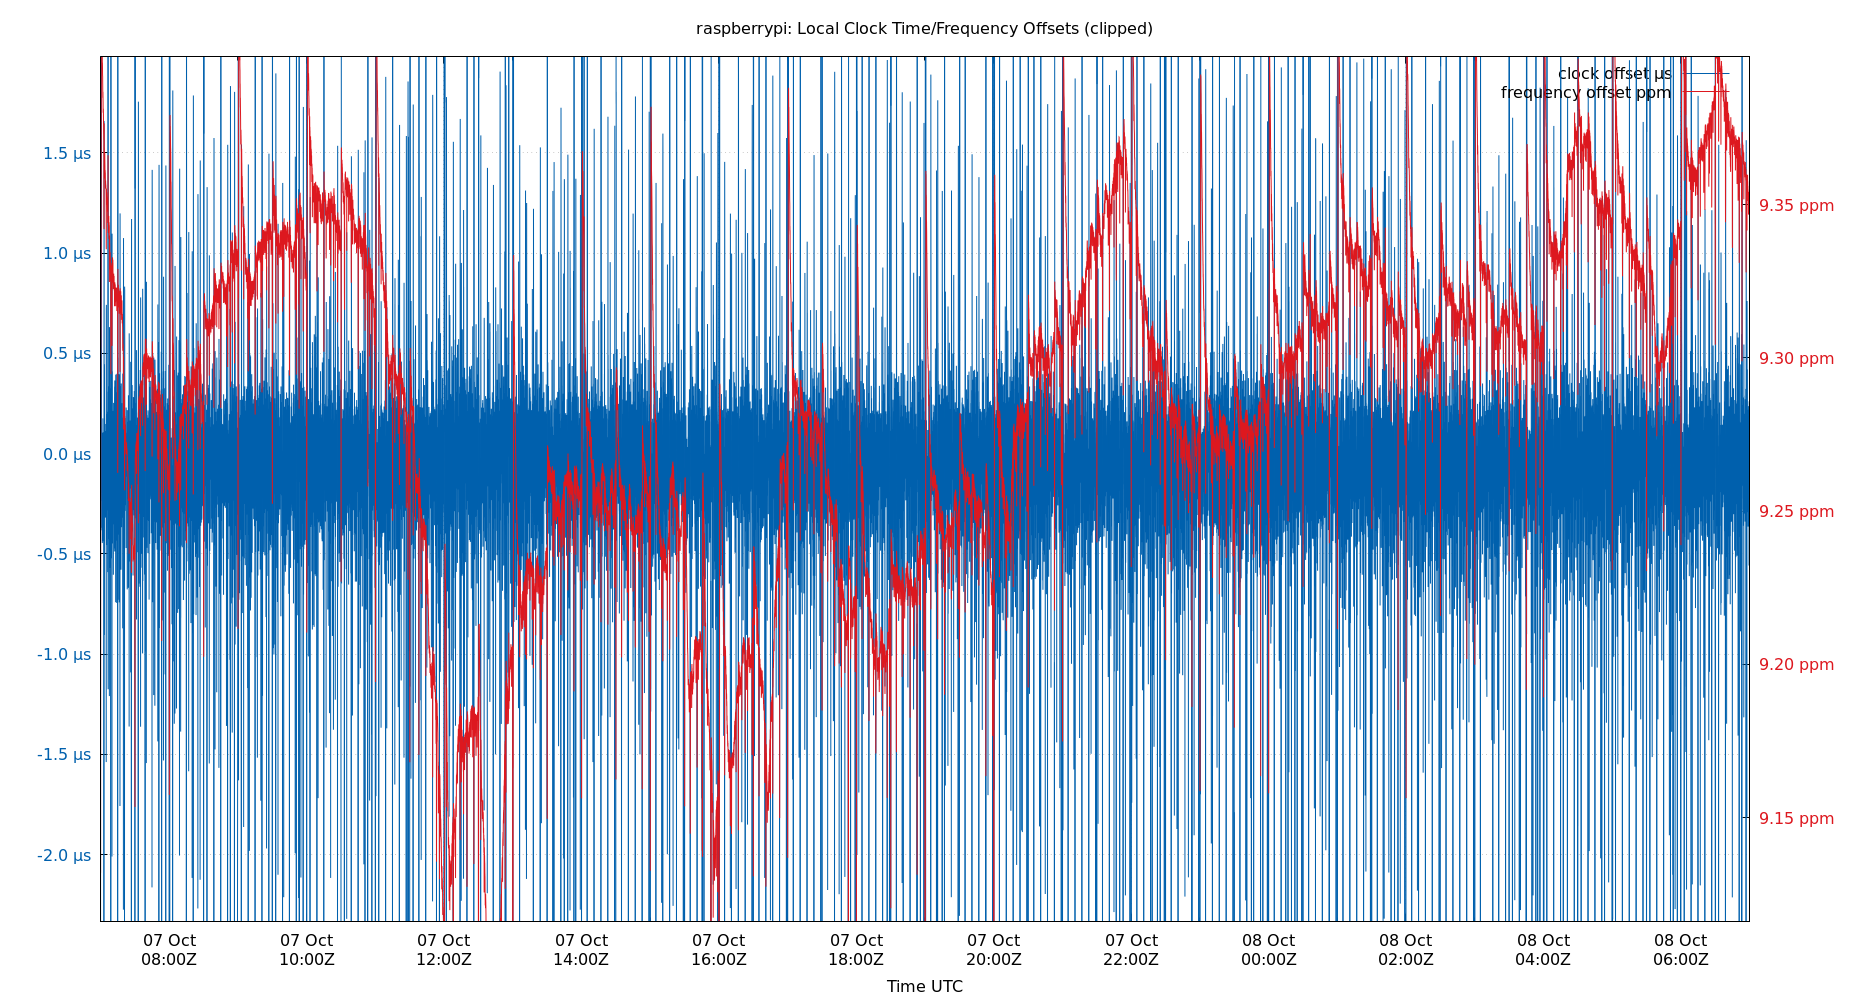 raspberrypi: Local Clock Time/Frequency Offsets (clipped)
clock offset µs
frequency offset ppm
1.5 µs
1.0 µs
0.5 µs
0.0 µs
-0.5 µs
-1.0 µs
-1.5 µs
-2.0 µs
9.35 ppm
9.30 ppm
9.25 ppm
9.20 ppm
9.15 ppm
07 Oct 07 Oct 07 Oct 07 Oct 07 Oct 07 Oct 07 Oct 07 Oct 08 Oct 08 Oct 08 Oct 08 Oct
08:00Z 10:00Z 12:00Z 14:00Z 16:00Z 18:00Z 20:00Z 22:00Z 00:00Z 02:00Z 04:00Z 06:00Z
Time UTC